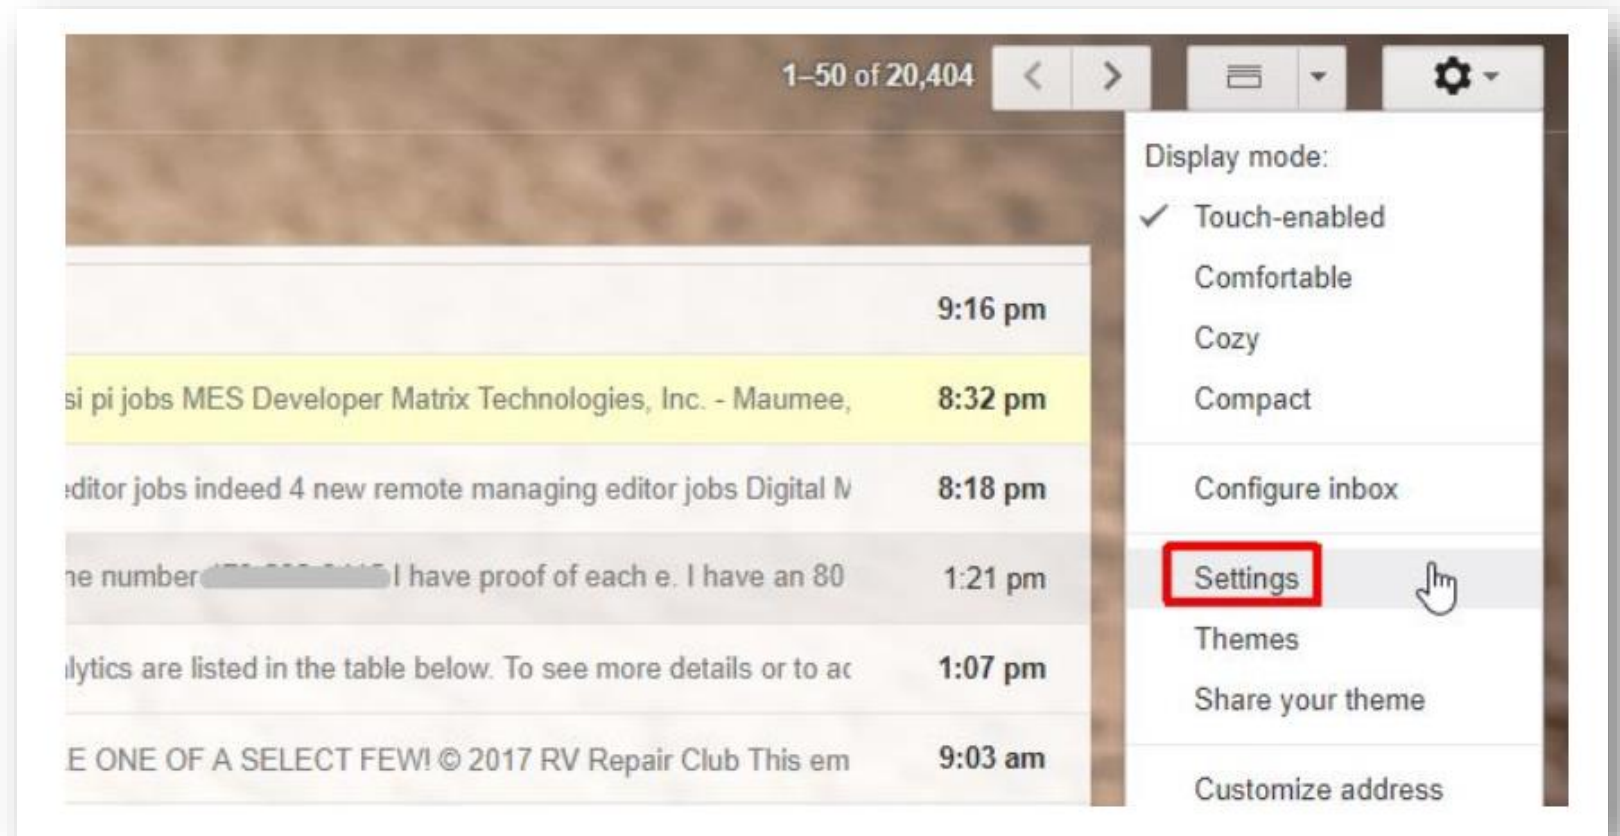 1–50 of 20,404
Display mode:
Touch-enabled
Comfortable
Cozy
Compact
Configure inbox
Settings
Themes
Share your theme
Customize address
9:16 pm
si pi jobs MES Developer Matrix Technologies, Inc. - Maumee, 8:32 pm
editor jobs indeed 4 new remote managing editor jobs Digital 8:18 pm
number I have proof of each e. I have an 80 1:21 pm
lytics are listed in the table below. To see more details or to 1:07 pm
E ONE OF A SELECT FEW! © 2017 RV Repair Club This em 9:03 am